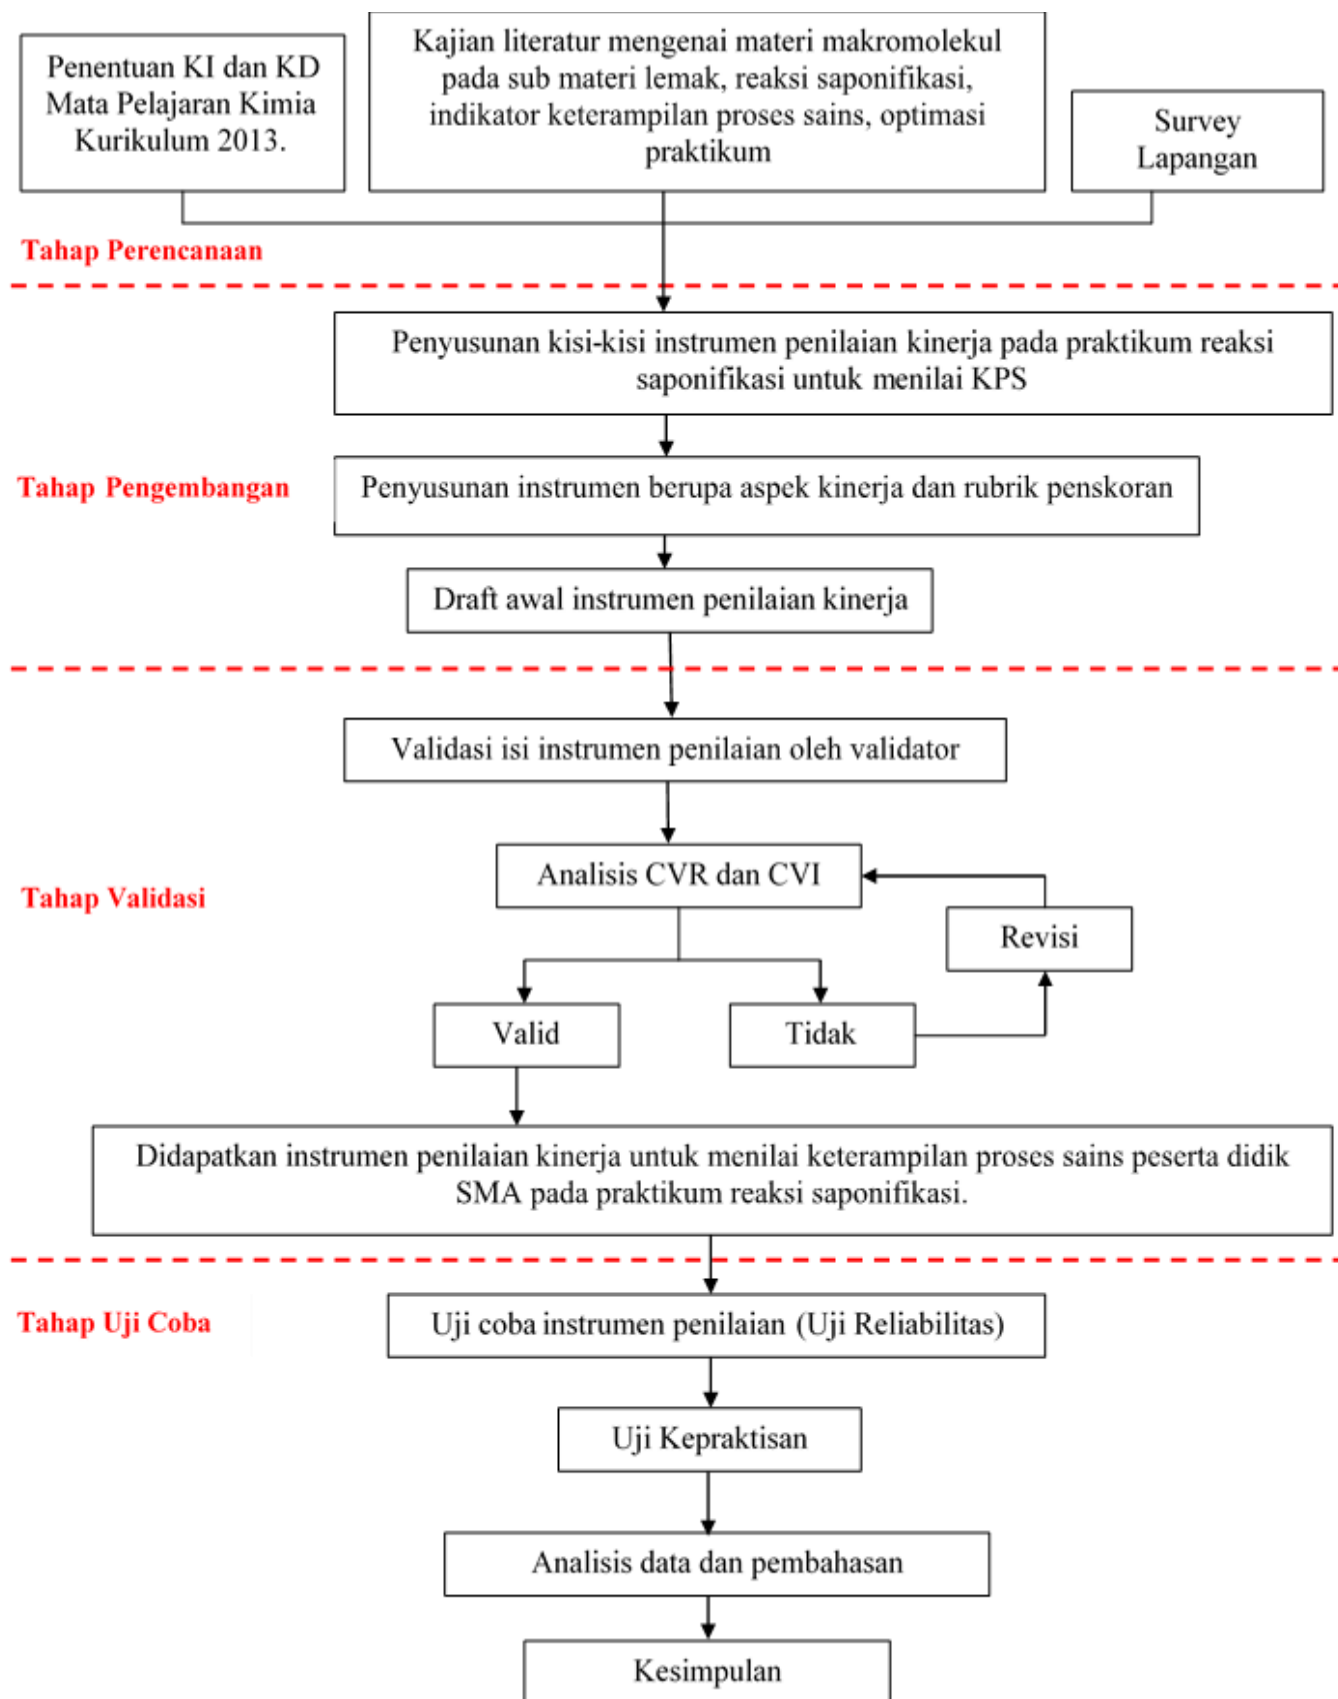 Penentuan KI dan KD
Mata Pelajaran Kimia
Kurikulum 2013.
Kajian literatur mengenai materi makromolekul
pada sub materi lemak, reaksi saponifikasi,
indikator keterampilan proses sains, optimasi
praktikum
Survey
Lapangan
Tahap Perencanaan
Penyusunan kisi-kisi instrumen penilaian kinerja pada praktikum reaksi
saponifikasi untuk menilai KPS
Tahap Pengembangan
Penyusunan instrumen berupa aspek kinerja dan rubrik penskoran
Draft awal instrumen penilaian kinerja
Validasi isi instrumen penilaian oleh validator
Analisis CVR dan CVI
Tahap Validasi
Revisi
Valid
Tidak
Didapatkan instrumen penilaian kinerja untuk menilai keterampilan proses sains peserta didik
SMA pada praktikum reaksi saponifikasi.
Tahap Uji Coba
Uji coba instrumen penilaian (Uji Reliabilitas)
Uji Kepraktisan
Analisis data dan pembahasan
Kesimpulan